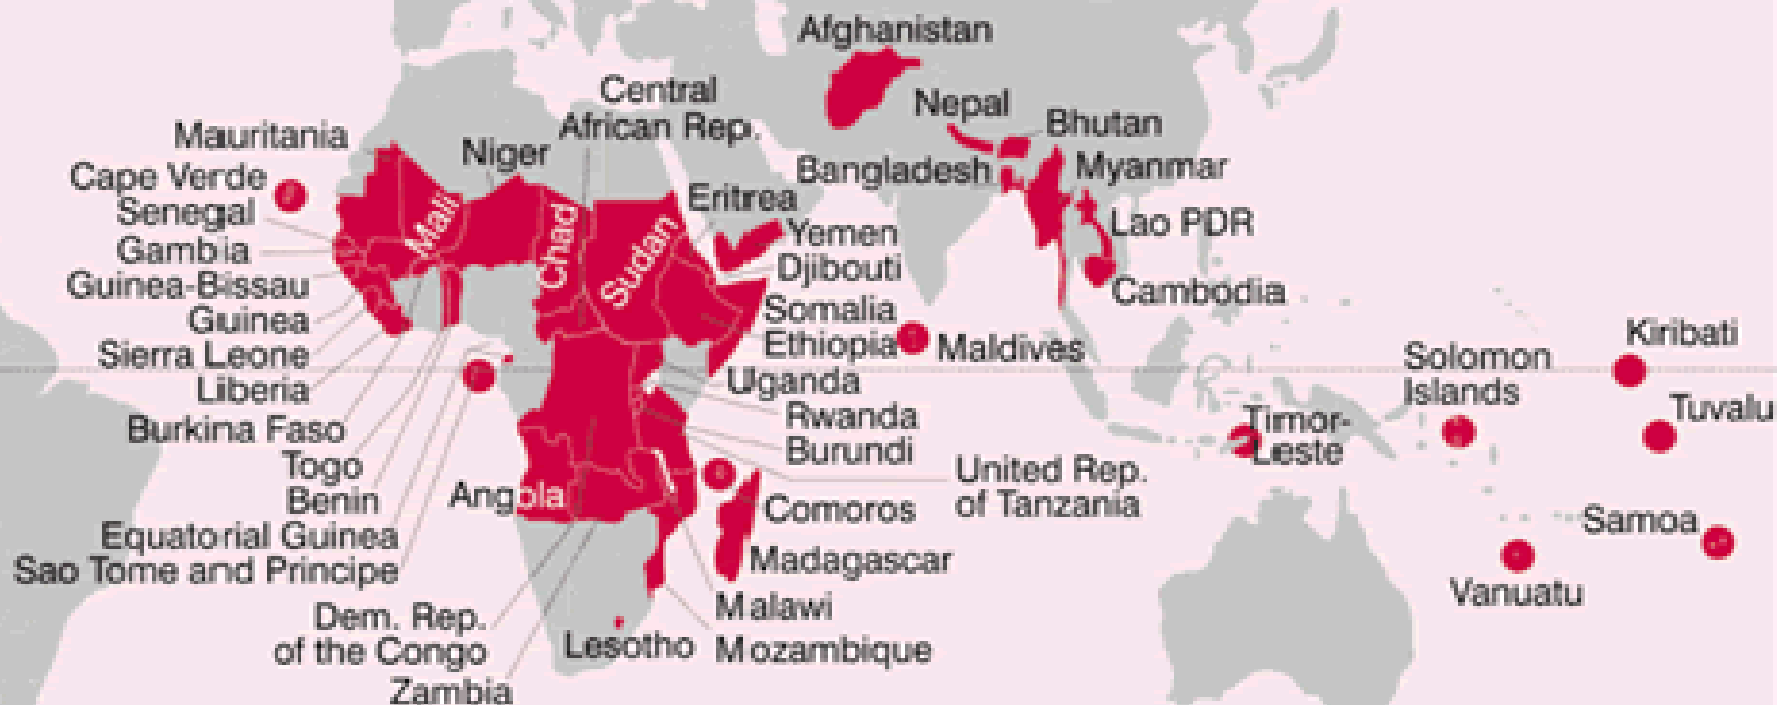 Afghanistan
Central
African Rep.
Nepal
Bhutan
Mauritania
Niger
Bangladesh
Myanmar
Cape Verde
Senegal
Mali
Chad
Sudan
Eritrea
Yemen
Lao PDR
Gambia
Djibouti
Guinea-Bissau
Cambodia
Guinea
Somalia
Sierra Leone
Ethiopia
Maldives
Kiribati
Solomon
Islands
Liberia
Uganda
Tuvalu
Burkina Faso
Rwanda
Timor-
Leste
Togo
Burundi
Benin
Angola
United Rep.
of Tanzania
Equatorial Guinea
Comoros
Samoa
Sao Tome and Principe
Madagascar
Vanuatu
Dem. Rep.
of the Congo
Malawi
Lesotho
Mozambique
Zambia